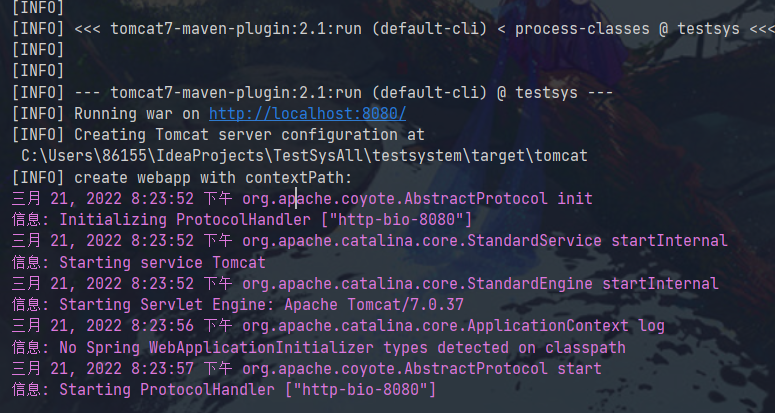 [INFO]
[INFO] <<< tomcat7-maven-plugin:2.1:run (default-cli) < process-classes @ testsys <<<
[INFO]
[INFO]
[INFO] --- tomcat7-maven-plugin:2.1:run (default-cli) @ testsys ---
[INFO] Running war on http://localhost:8080/
[INFO] Creating Tomcat server configuration at
C:\Users\86155\IdeaProjects\TestSysAll\testsystem\target\tomcat
[INFO] create webapp with contextPath:
三月 21, 2022 8:23:52 下午 org.apache.coyote.AbstractProtocol init
信息: Initializing ProtocolHandler ["http-bio-8080"]
三月 21, 2022 8:23:52 下午 org.apache.catalina.core.StandardService startInternal
信息: Starting service Tomcat
三月 21, 2022 8:23:52 下午 org.apache.catalina.core.StandardEngine startInternal
信息: Starting Servlet Engine: Apache Tomcat/7.0.37
三月 21, 2022 8:23:56 下午 org.apache.catalina.core.ApplicationContext log
信息: No Spring WebApplicationInitializer types detected on classpath
三月 21, 2022 8:23:57 下午 org.apache.coyote.AbstractProtocol start
信息: Starting ProtocolHandler ["http-bio-8080"]